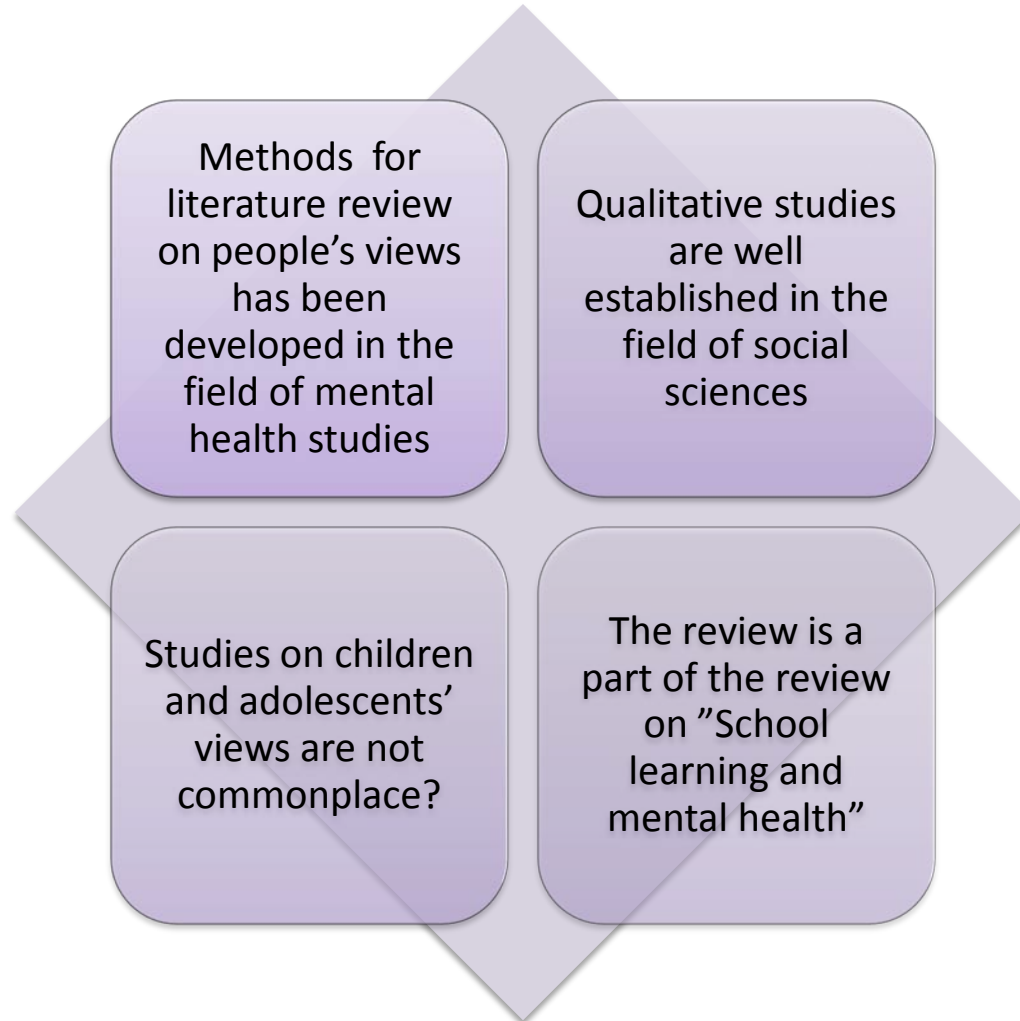 Methods for
literature review
on people’s views
has been
developed in the
field of mental
health studies
Qualitative studies
are well
established in the
field of social
sciences
Studies on children
and adolescents’
views are not
commonplace?
The review is a
part of the review
on ”School
learning and
mental health”